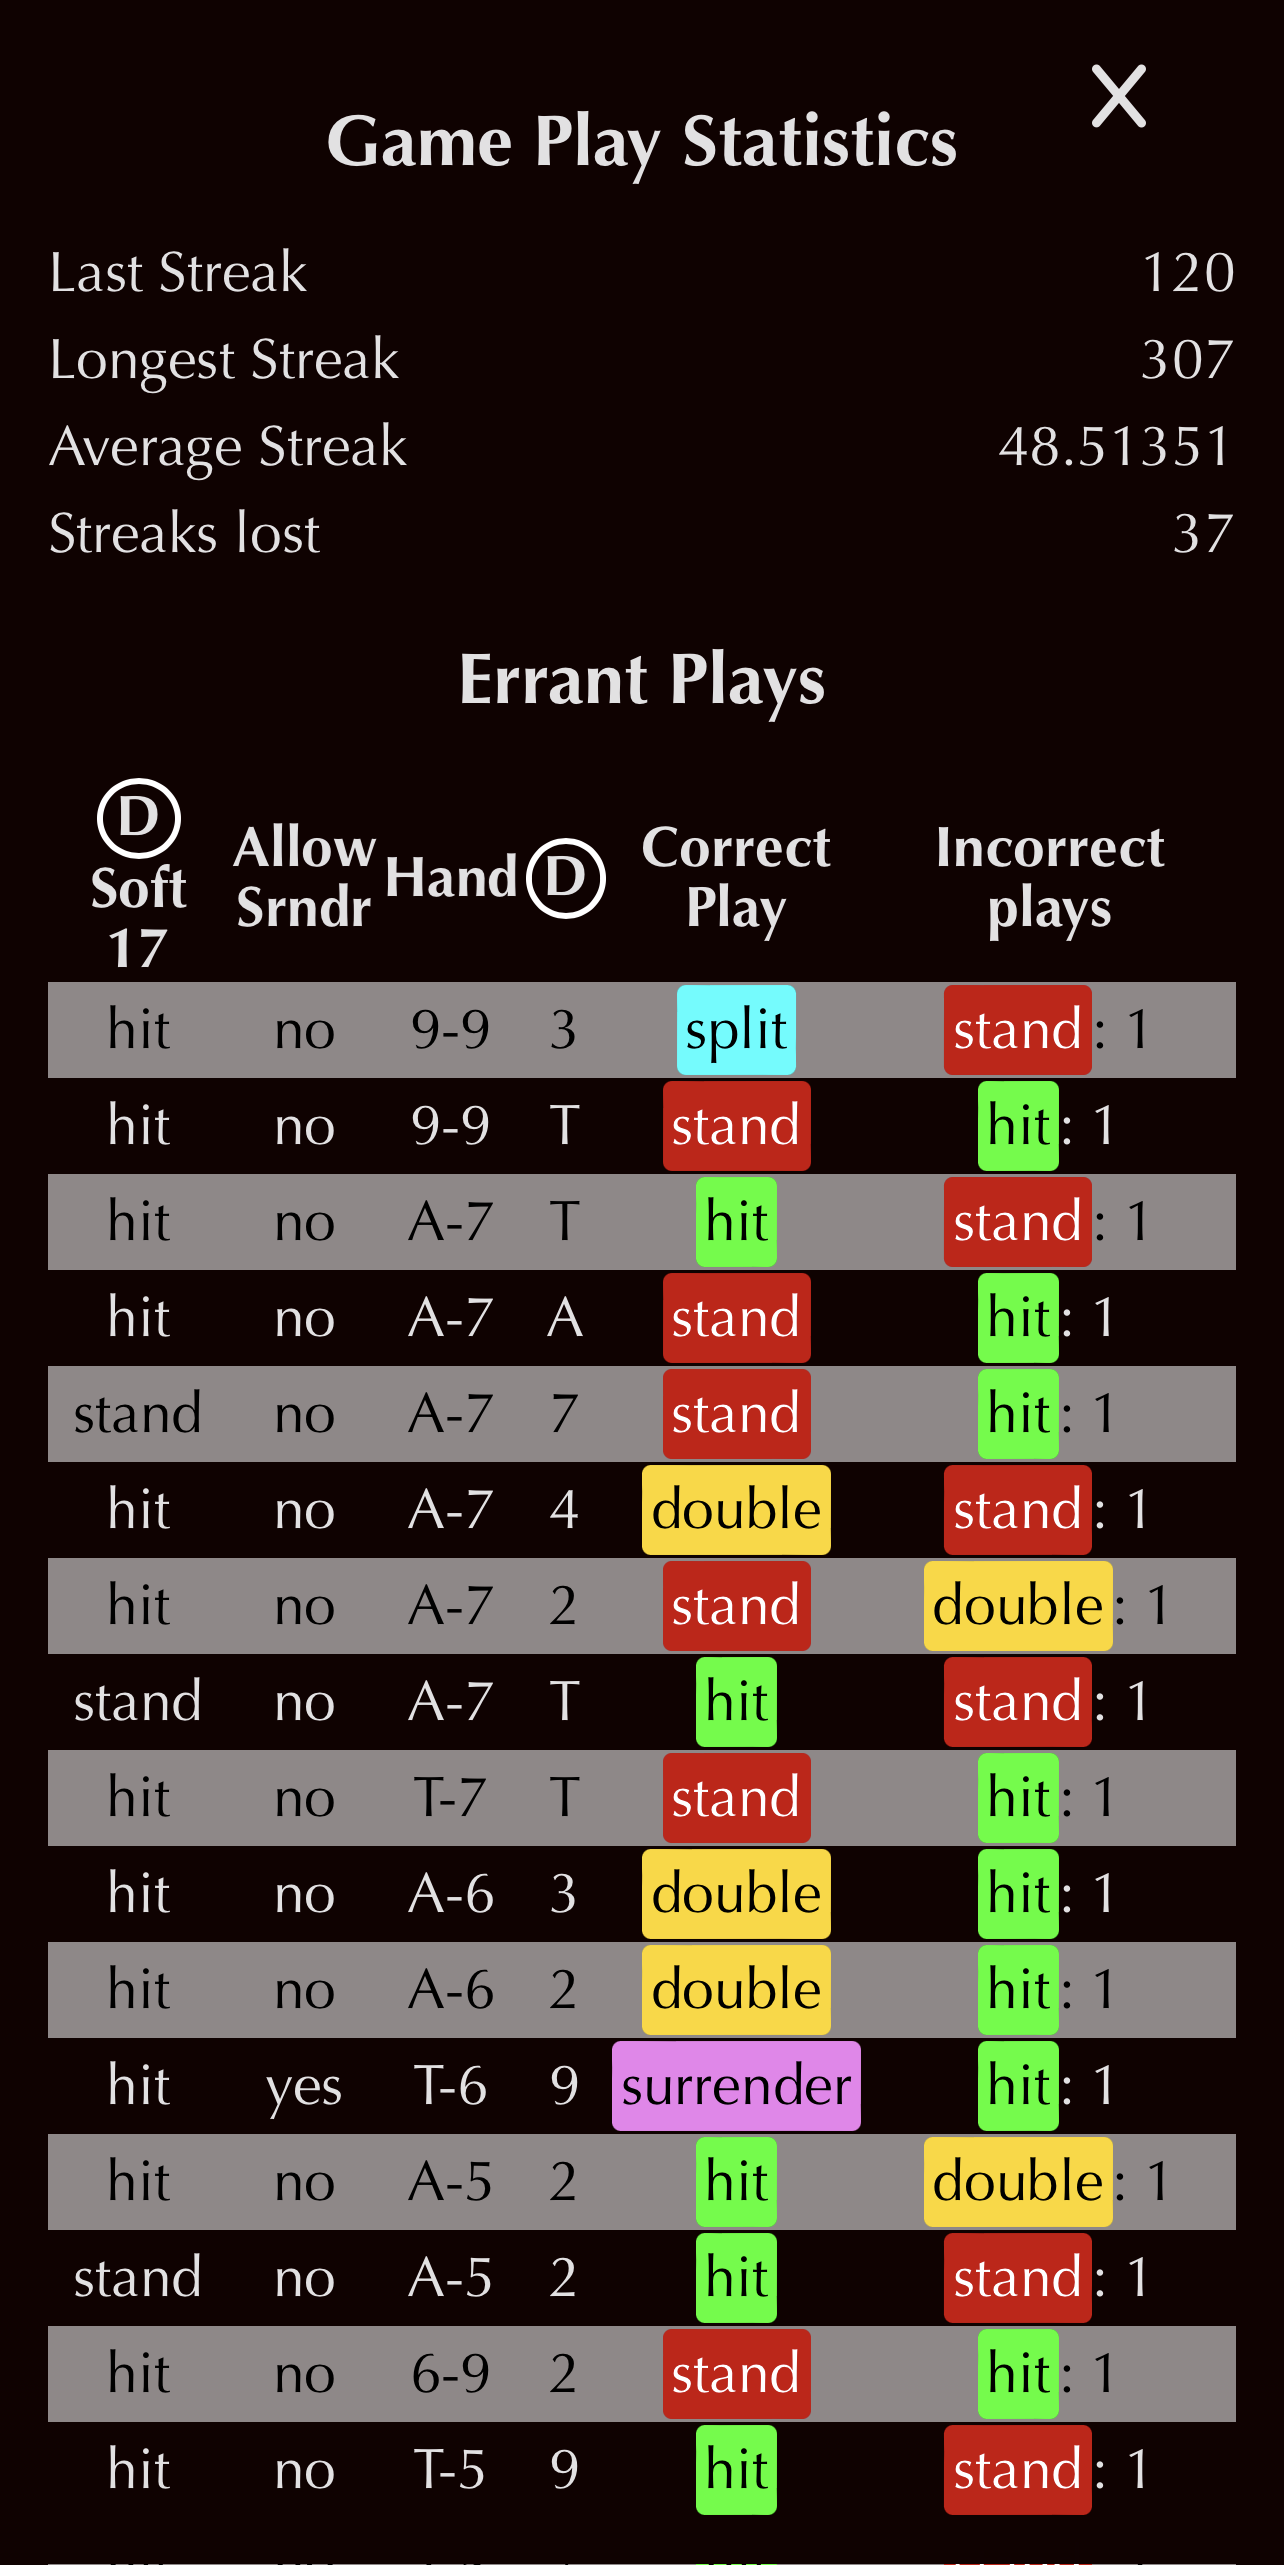 X
Game Play Statistics
Last Streak 120
Longest Streak 307
Average Streak 48.51351
Streaks lost 37
Errant Plays
D Soft 17 Allow Srndr Hand D Correct Play Incorrect plays
hit no 9-9 3 split stand: 1
hit no 9-9 T stand hit: 1
hit no A-7 T hit stand: 1
hit no A-7 A stand hit: 1
stand no A-7 7 stand hit: 1
hit no A-7 4 double stand: 1
hit no A-7 2 stand double: 1
stand no A-7 T hit stand: 1
hit no T-7 T stand hit: 1
hit no A-6 3 double hit: 1
hit no A-6 2 double hit: 1
hit yes T-6 9 surrender hit: 1
hit no A-5 2 hit double: 1
stand no A-5 2 hit stand: 1
hit no 6-9 2 stand hit: 1
hit no T-5 9 hit stand: 1